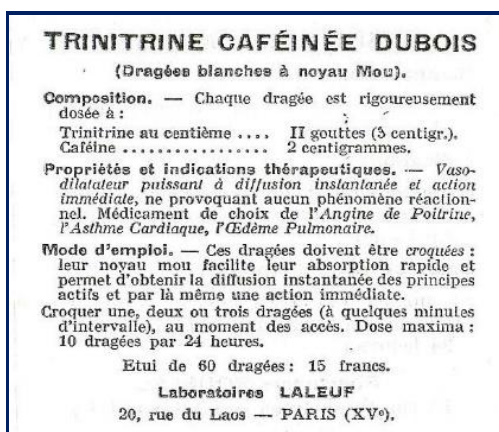 TRINITRINE CAFÉINÉE DUBOIS
(Dragées blanches à noyau Mou).
Composition. — Chaque dragée est rigoureusement
dosée à :
Trinitrine au centième .... II gouttes (3 centigr.).
Caféine ................ 2 centigrammes.
Propriétés et indications thérapeutiques. — Vaso-
dilatateur puissant à diffusion instantanée et action
immédiate, ne provoquant aucun phénomène réaction-
nel. Médicament de choix de l'Angine de Poitrine,
l'Asthme Cardiaque, l'Œdème Pulmonaire.
Mode d'emploi. — Ces dragées doivent être croquées :
leur noyau mou facilite leur absorption rapide et
permet d'obtenir la diffusion instantanée des principes
actifs et par là même une action immédiate.
Croquer une, deux ou trois dragées (à quelques minutes
d'intervalle), au moment des accès. Dose maxima :
10 dragées par 24 heures.
Etui de 60 dragées : 15 francs.
Laboratoires LALEUF
20, rue du Laos — PARIS (XVe).